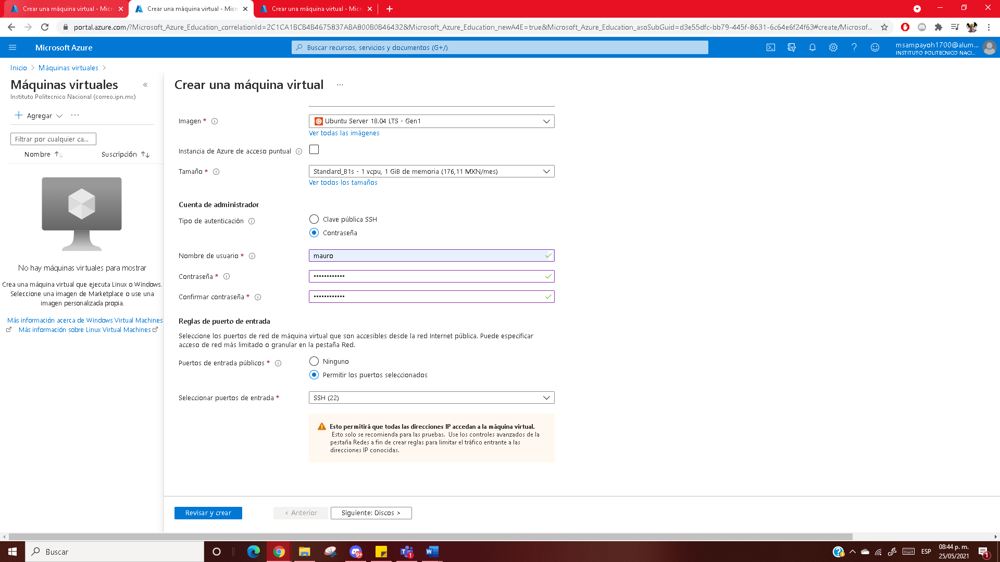 Crear una máquina virtual - Micr
Crear una máquina virtual - Micr
Crear una máquina virtual - Micr
portal.azure.com/?Microsoft_Azure_Education_correlationId=2C1CA1BCB4B4675837ABA800B0B46432&Microsoft_Azure_Education_newA4E=true&Microsoft_Azure_Education_asoSubGuid=d3e55dfc-bb79-445f-8631-6c64e6f24f63#create/Microsof...
Microsoft Azure
Buscar recursos, servicios y documentos (G+/)
msampayoh1700@alum...
INSTITUTO POLITECNICO NACI...
Inicio > Máquinas virtuales >
Máquinas virtuales
Instituto Politecnico Nacional (correo.ipn.mx)
Agregar
Filtrar por cualquier ca...
Nombre
Suscripción
No hay máquinas virtuales para mostrar
Crea una máquina virtual que ejecuta Linux o Windows.
Seleccione una imagen de Marketplace o use una
imagen personalizada propia.
Más información acerca de Windows Virtual Machines
Más información sobre Linux Virtual Machines
Crear una máquina virtual
Imagen *
Ubuntu Server 18.04 LTS - Gen1
Ver todas las imágenes
Instancia de Azure de acceso puntual
Tamaño *
Standard_B1s - 1 vcpu, 1 GiB de memoria (176,11 MXN/mes)
Ver todos los tamaños
Cuenta de administrador
Tipo de autenticación
Clave pública SSH
Contraseña
Nombre de usuario *
mauro
Contraseña *
••••••••••••
Confirmar contraseña *
••••••••••••
Reglas de puerto de entrada
Seleccione los puertos de red de máquina virtual que son accesibles desde la red Internet pública. Puede especificar
acceso de red más limitado o granular en la pestaña Red.
Puertos de entrada públicos *
Ninguno
Permitir los puertos seleccionados
Seleccionar puertos de entrada *
SSH (22)
Esto permitirá que todas las direcciones IP accedan a la máquina virtual.
Esto solo se recomienda para las pruebas. Use los controles avanzados de la
pestaña Redes a fin de crear reglas para limitar el tráfico entrante a las
direcciones IP conocidas.
Revisar y crear
< Anterior
Siguiente: Discos >
Buscar
9+
1
ESP
08:44 p. m.
25/05/2021
1